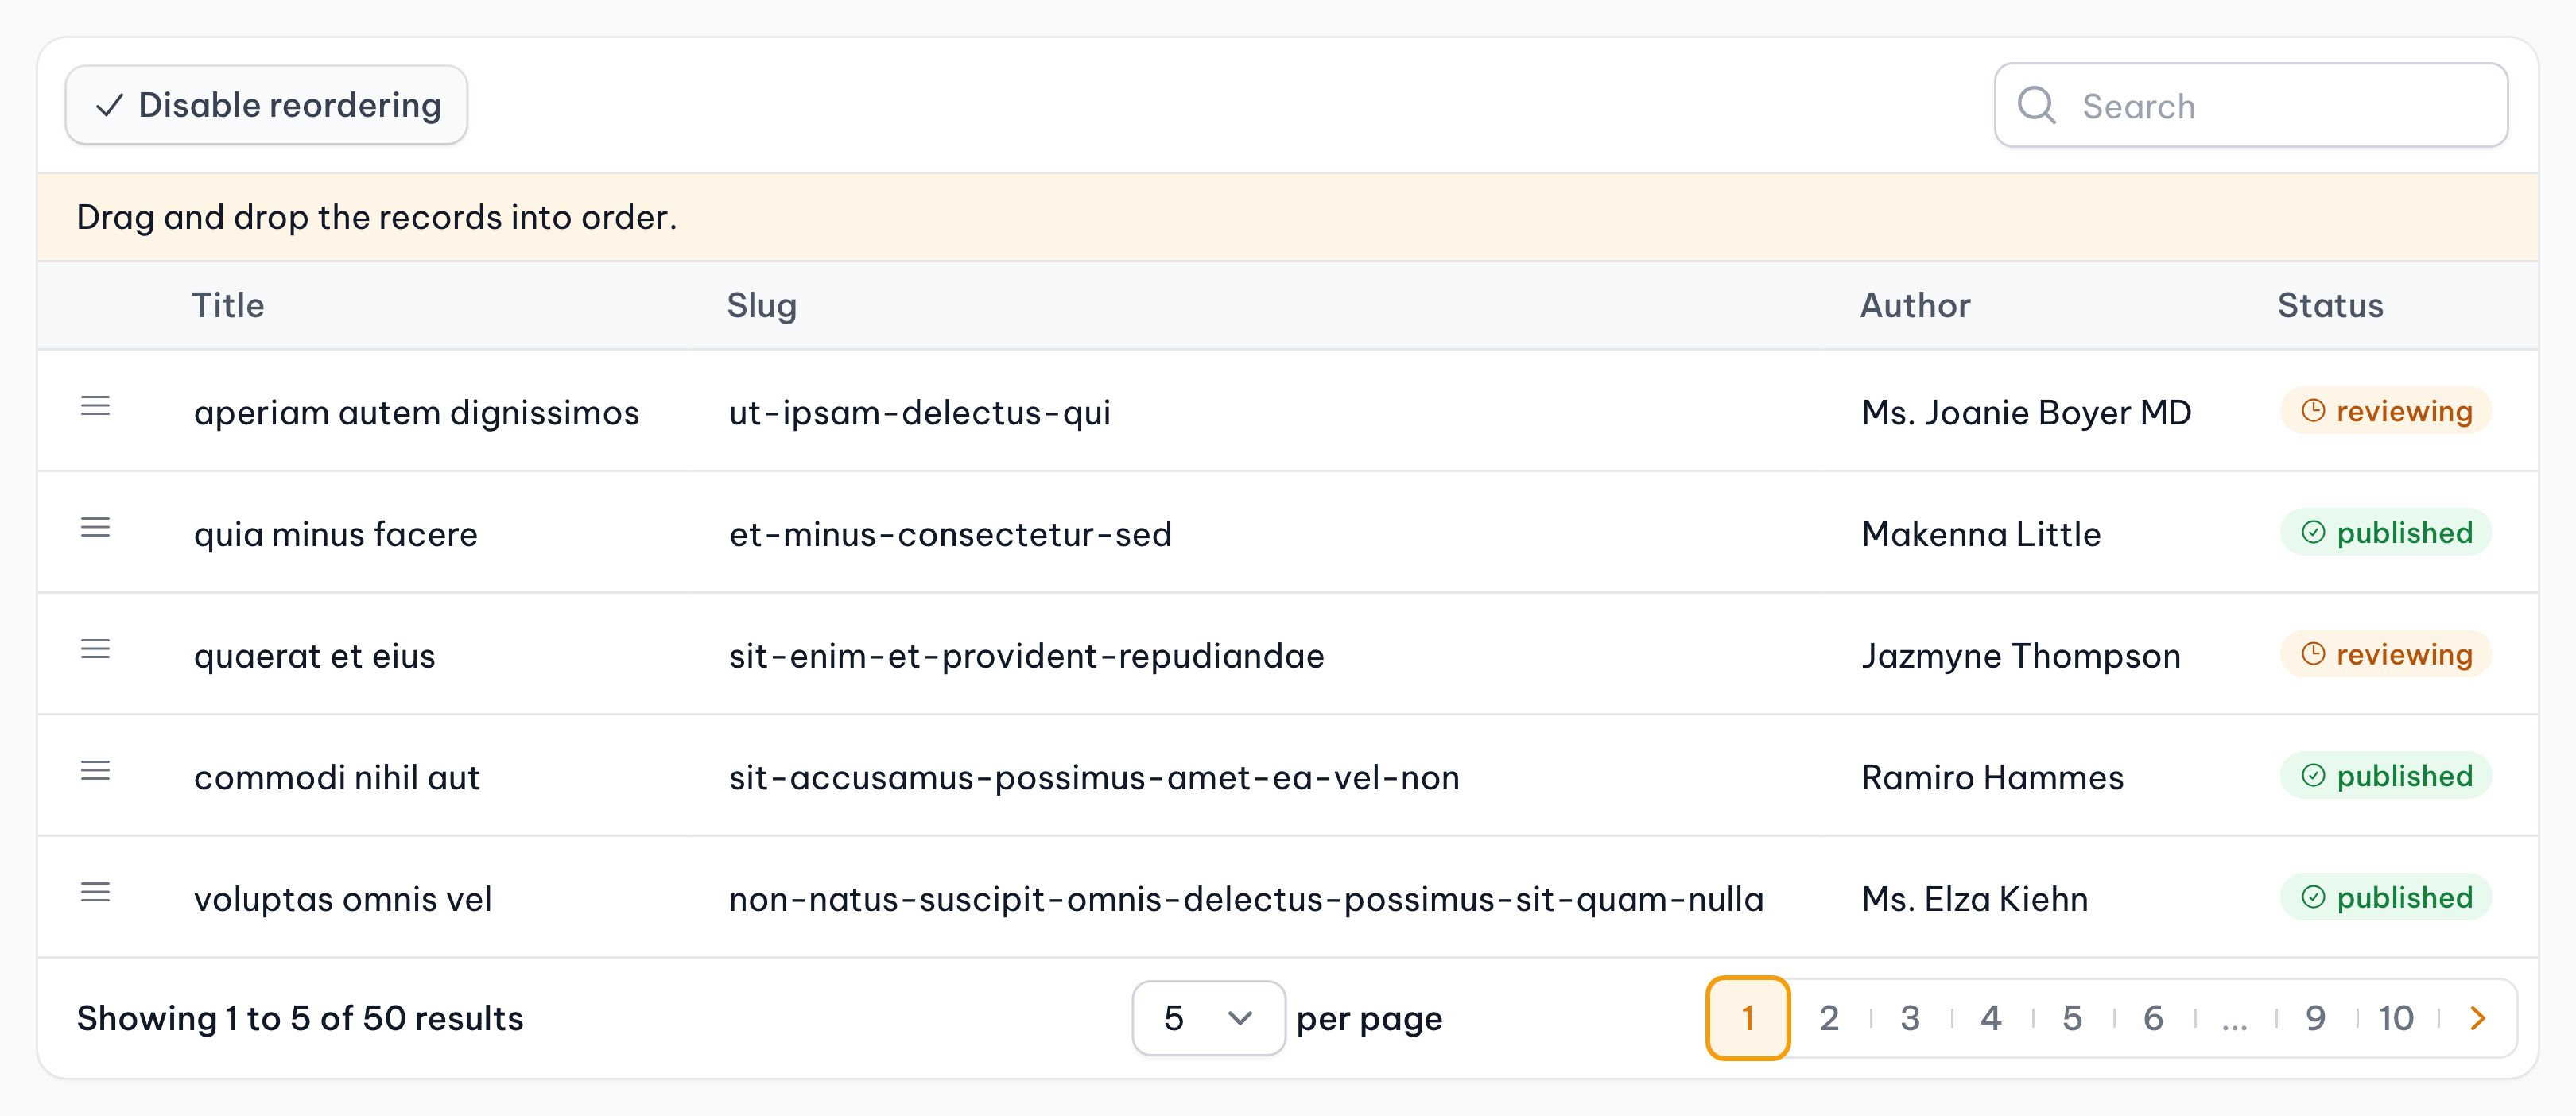 Disable reordering
Search
Drag and drop the records into order.
Title Slug Author Status
aperiam autem dignissimos ut-ipsam-delectus-qui Ms. Joanie Boyer MD reviewing
quia minus facere et-minus-consectetur-sed Makenna Little published
quaerat et eius sit-enim-et-provident-repudiandae Jazmyne Thompson reviewing
commodi nihil aut sit-accusamus-possimus-amet-ea-vel-non Ramiro Hammes published
voluptas omnis vel non-natus-suscipit-omnis-delectus-possimus-sit-quam-nulla Ms. Elza Kiehn published
Showing 1 to 5 of 50 results 5 per page 1 2 3 4 5 6 ... 9 10